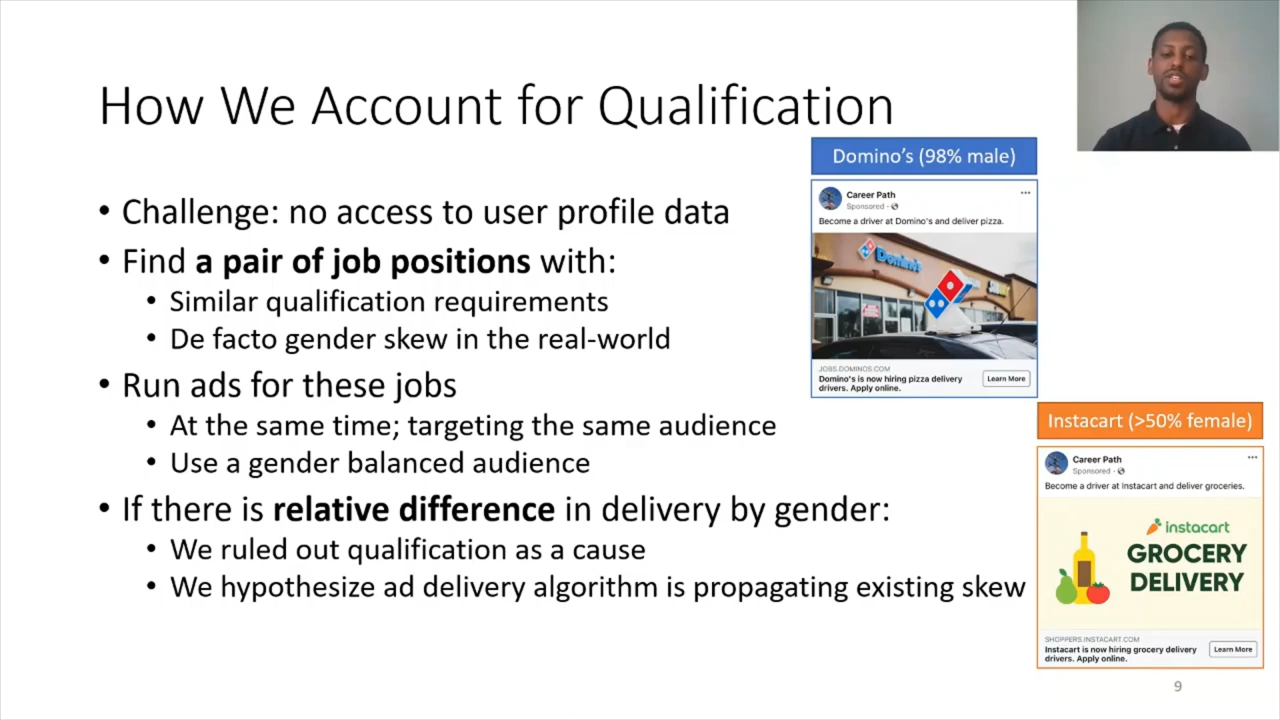 How We Account for Qualification
• Challenge: no access to user profile data
• Find a pair of job positions with:
• Similar qualification requirements
• De facto gender skew in the real-world
• Run ads for these jobs
• At the same time; targeting the same audience
• Use a gender balanced audience
• If there is relative difference in delivery by gender:
• We ruled out qualification as a cause
• We hypothesize ad delivery algorithm is propagating existing skew
Domino's (98% male)
Career Path
Sponsored ·
Become a driver at Domino's and deliver pizza.
Domino's
JOBS.DOMINOS.COM
Domino's is now hiring pizza delivery
drivers. Apply online.
Learn More
Instacart (>50% female)
Career Path
Sponsored ·
Become a driver at Instacart and deliver groceries.
instacart
GROCERY
DELIVERY
SHOPPERS.INSTACART.COM
Instacart is now hiring grocery delivery
drivers. Apply online.
Learn More
9